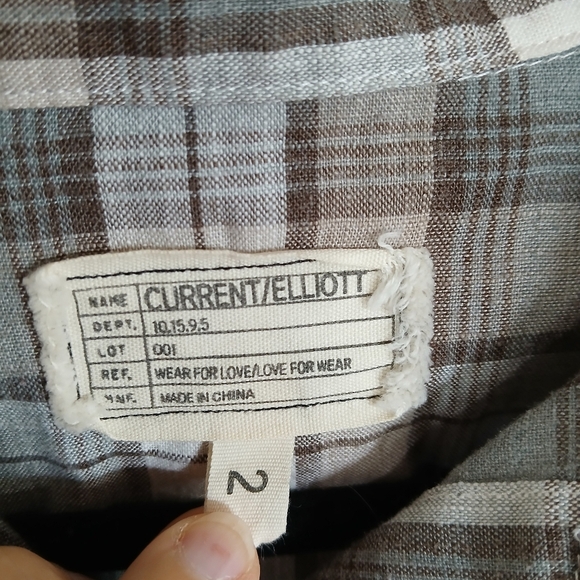 NAME CURRENT/ELLIOTT
DEPT. 10.15.9.5
LOT 001
REF. WEAR FOR LOVE/LOVE FOR WEAR
MNF. MADE IN CHINA
2